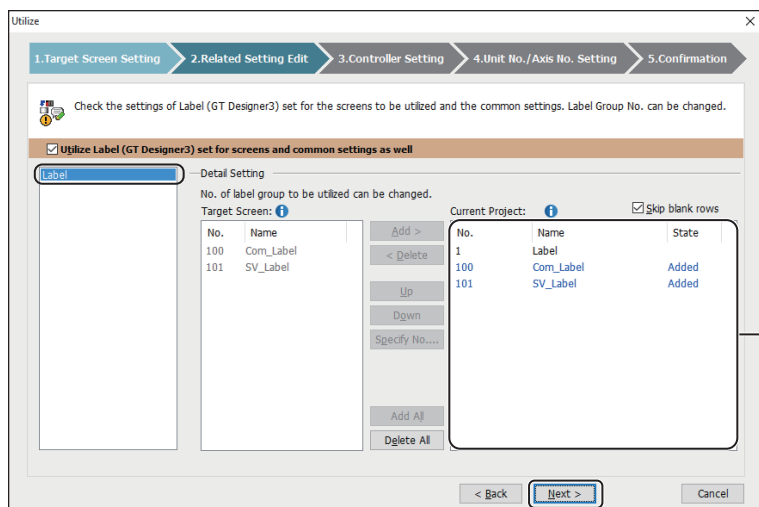 Utilize
1.Target Screen Setting 2.Related Setting Edit 3.Controller Setting 4.Unit No./Axis No. Setting 5.Confirmation
Check the settings of Label (GT Designer3) set for the screens to be utilized and the common settings. Label Group No. can be changed.
Utilize Label (GT Designer3) set for screens and common settings as well
Label
Detail Setting
No. of label group to be utilized can be changed.
Target Screen:
No. Name
100 Com_Label
101 SV_Label
Add >
< Delete
Up
Down
Specify No....
Add All
Delete All
Current Project:
Skip blank rows
No. Name State
1 Label
100 Com_Label Added
101 SV_Label Added
< Back Next > Cancel